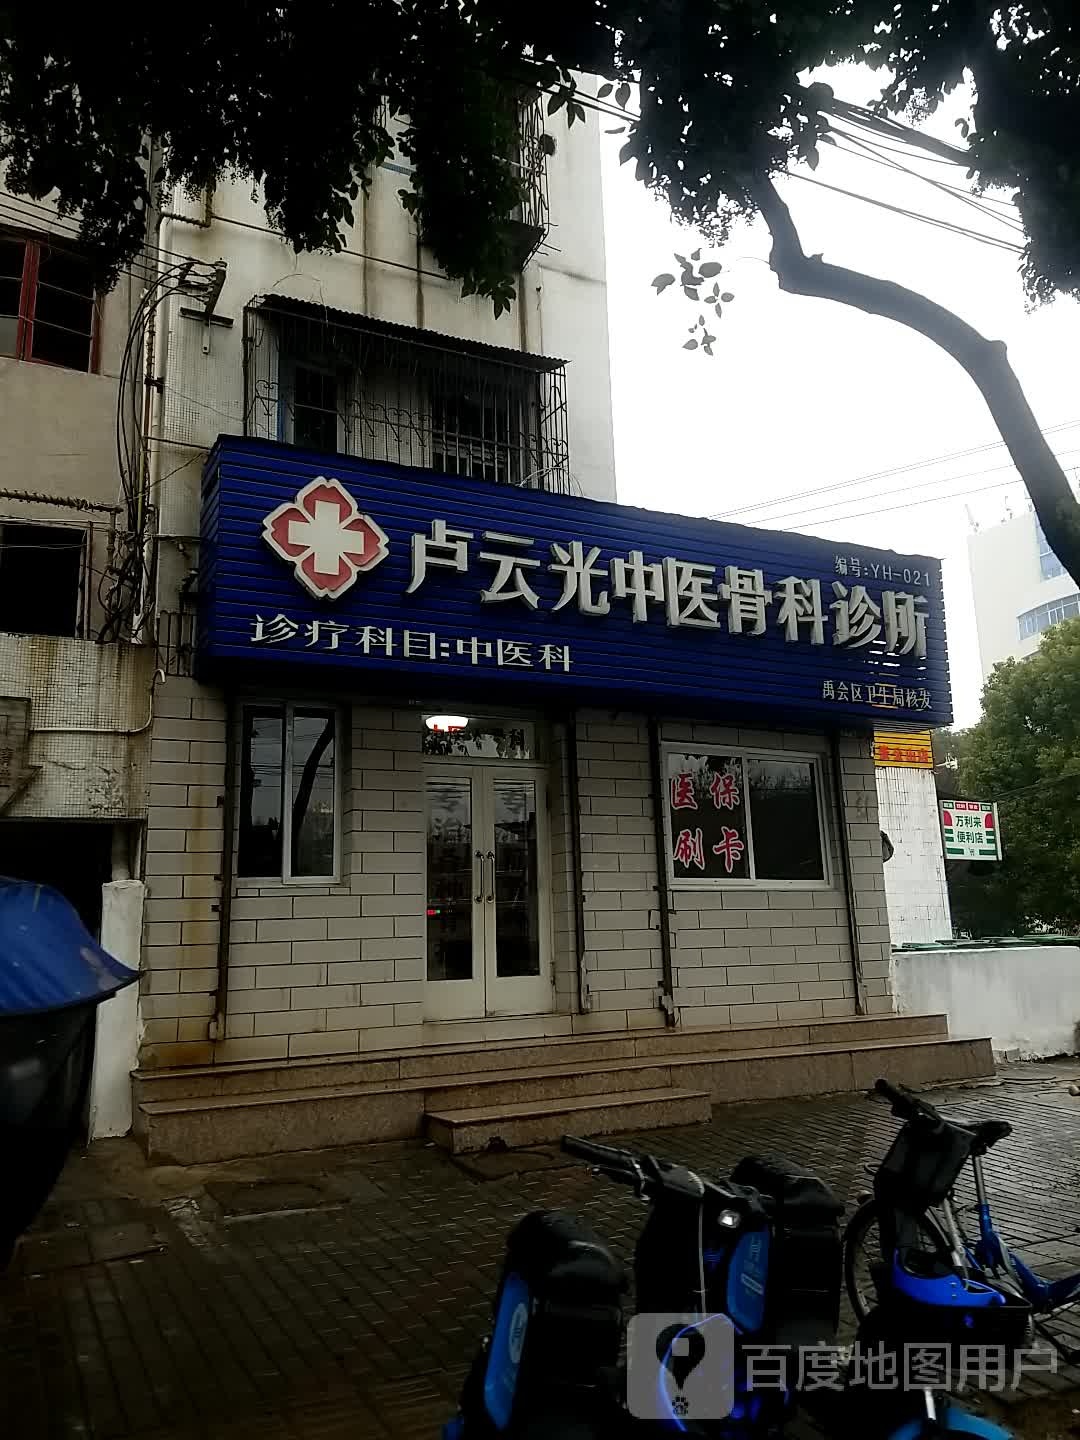 编号:YH-021
卢云光中医骨科诊所
诊疗科目:中医科
禹会区卫生局核发
医保
刷卡
万利来
便利店
百度地图用户